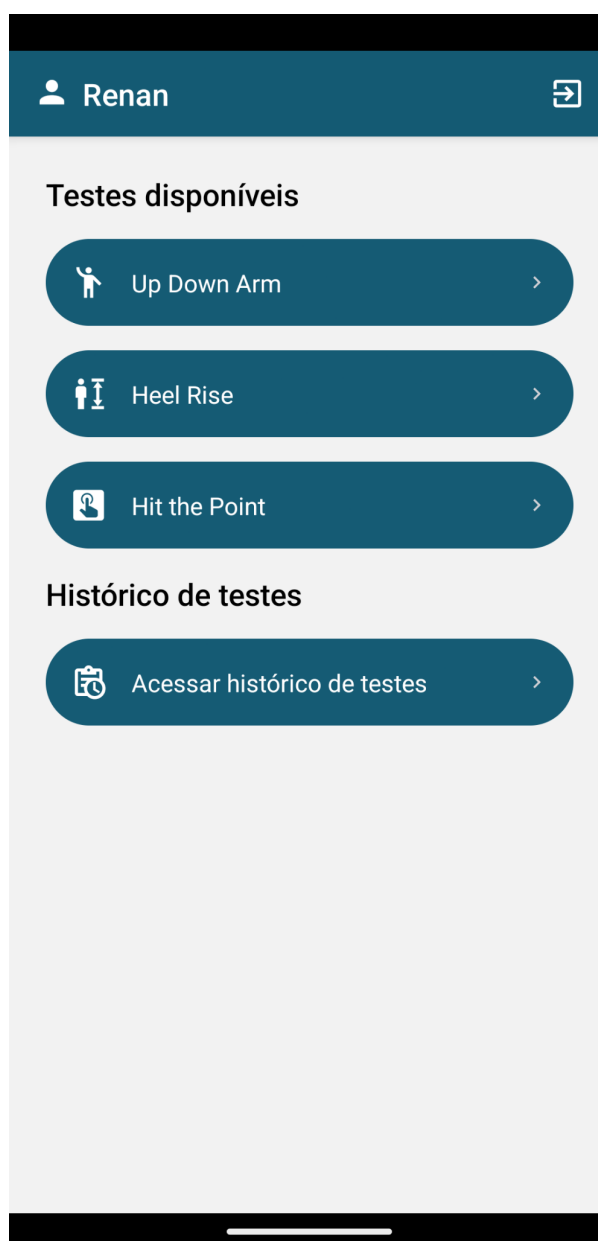 Renan
Testes disponíveis
Up Down Arm
Heel Rise
Hit the Point
Histórico de testes
Acessar histórico de testes